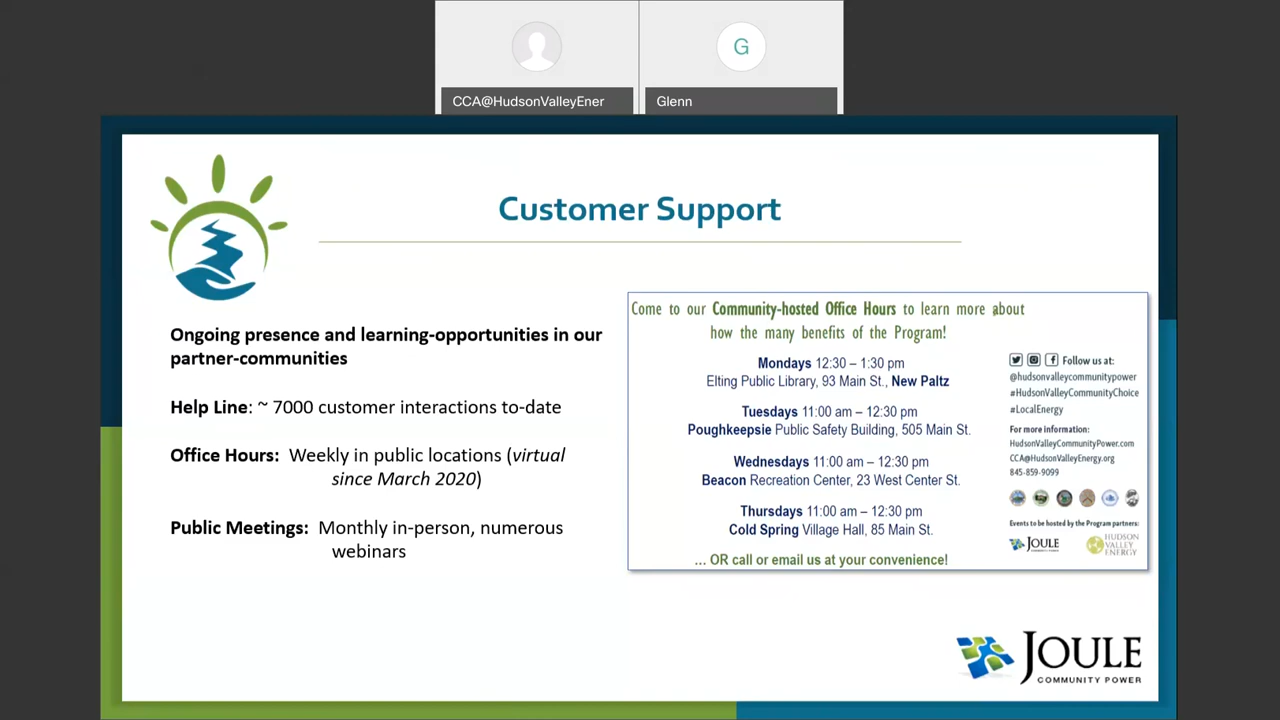 G
CCA@HudsonValleyEner
Glenn
Customer Support
Ongoing presence and learning-opportunities in our
partner-communities
Help Line: ~ 7000 customer interactions to-date
Office Hours: Weekly in public locations (virtual
since March 2020)
Public Meetings: Monthly in-person, numerous
webinars
Come to our Community-hosted Office Hours to learn more about
how the many benefits of the Program!
Mondays 12:30 – 1:30 pm
Elting Public Library, 93 Main St., New Paltz
Tuesdays 11:00 am – 12:30 pm
Poughkeepsie Public Safety Building, 505 Main St.
Wednesdays 11:00 am – 12:30 pm
Beacon Recreation Center, 23 West Center St.
Thursdays 11:00 am – 12:30 pm
Cold Spring Village Hall, 85 Main St.
... OR call or email us at your convenience!
Follow us at:
@hudsonvalleycommunitypower
#HudsonValleyCommunityChoice
#LocalEnergy
For more information:
HudsonValleyCommunityPower.com
CCA@HudsonValleyEnergy.org
845-859-9099
Events to be hosted by the Program partners:
JOULE
COMMUNITY POWER
HUDSON
VALLEY
ENERGY
JOULE
COMMUNITY POWER